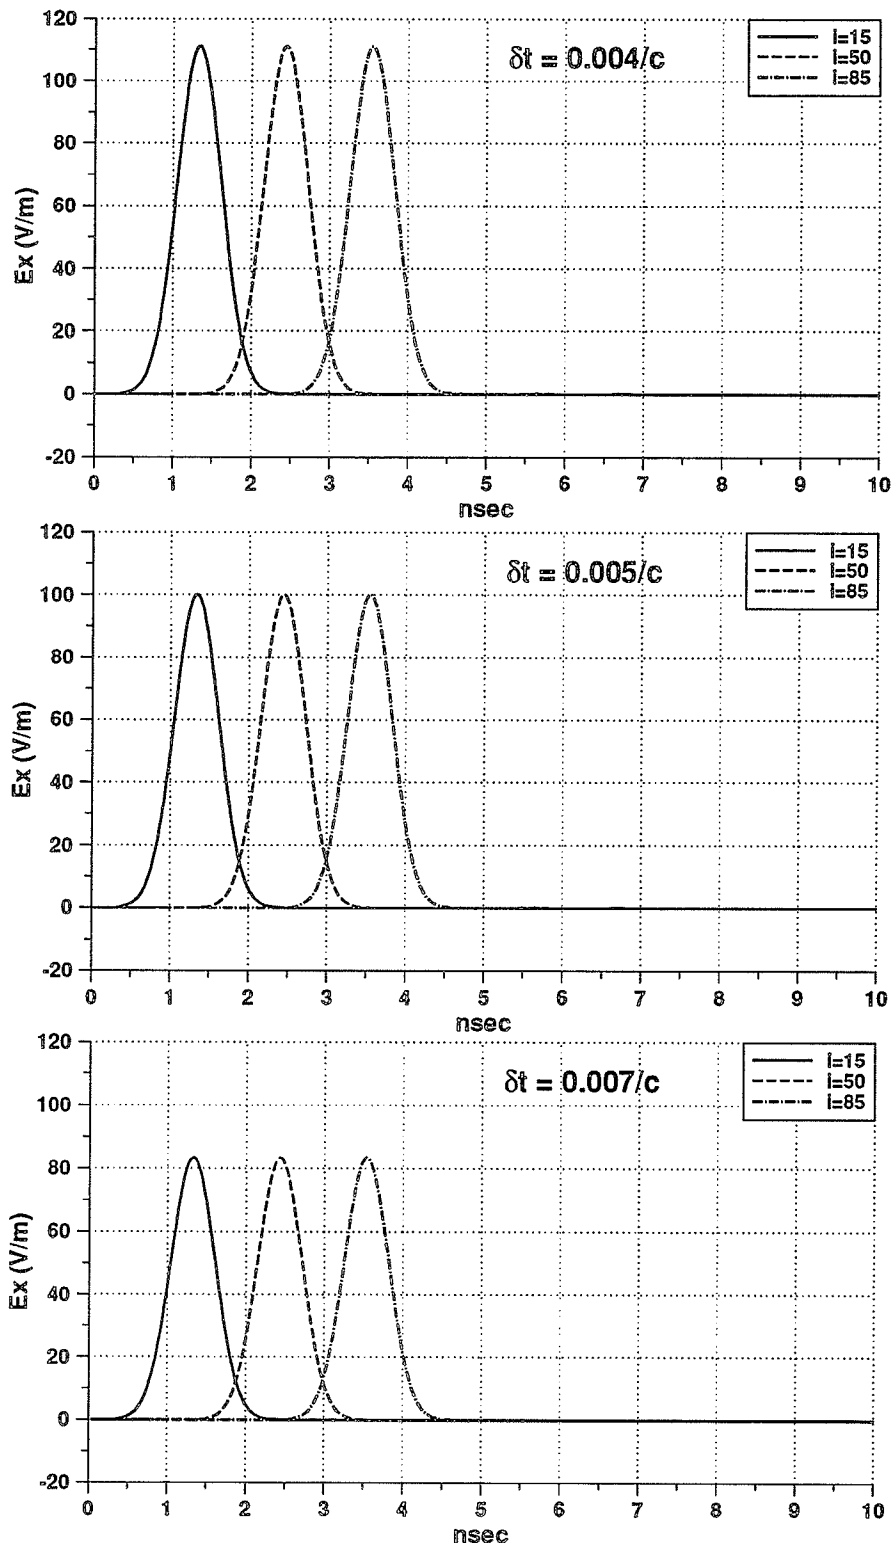 120
100
80
60
40
20
0
-20
Ex (V/m)
δt = 0.004/c
i=15
i=50
i=85
0 1 2 3 4 5 6 7 8 9 10
nsec
120
100
80
60
40
20
0
-20
Ex (V/m)
δt = 0.005/c
i=15
i=50
i=85
0 1 2 3 4 5 6 7 8 9 10
nsec
120
100
80
60
40
20
0
-20
Ex (V/m)
δt = 0.007/c
i=15
i=50
i=85
0 1 2 3 4 5 6 7 8 9 10
nsec